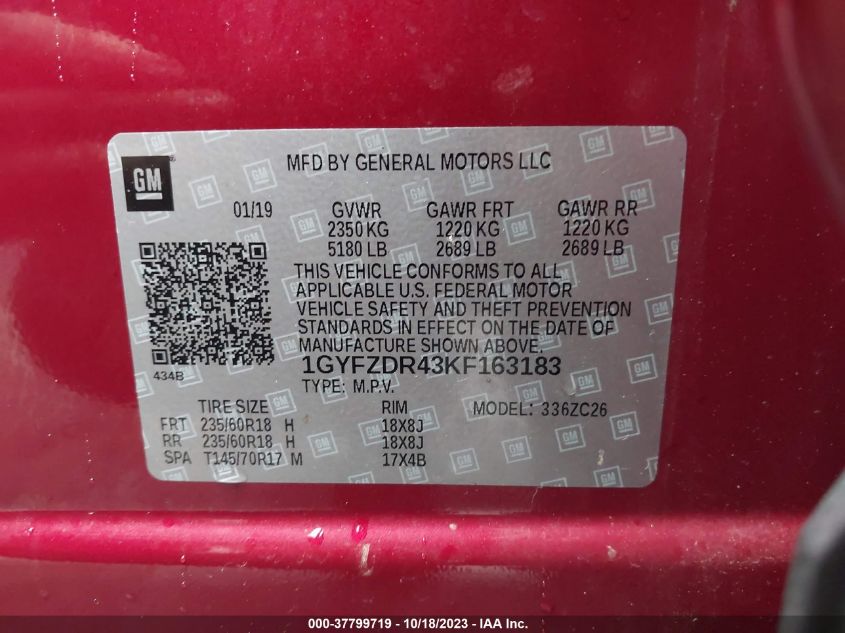 GM
MFD BY GENERAL MOTORS LLC
01/19 GVWR GAWR FRT GAWR RR
2350 KG 1220 KG 1220 KG
5180 LB 2689 LB 2689 LB
THIS VEHICLE CONFORMS TO ALL
APPLICABLE U.S. FEDERAL MOTOR
VEHICLE SAFETY AND THEFT PREVENTION
STANDARDS IN EFFECT ON THE DATE OF
MANUFACTURE SHOWN ABOVE.
434B
1GYFZDR43KF163183
TYPE: M.P.V.
TIRE SIZE RIM MODEL: 336ZC26
FRT 235/60R18 H 18X8J
RR 235/60R18 H 18X8J
SPA T145/70R17 M 17X4B
000-37799719 - 10/18/2023 - IAA Inc.